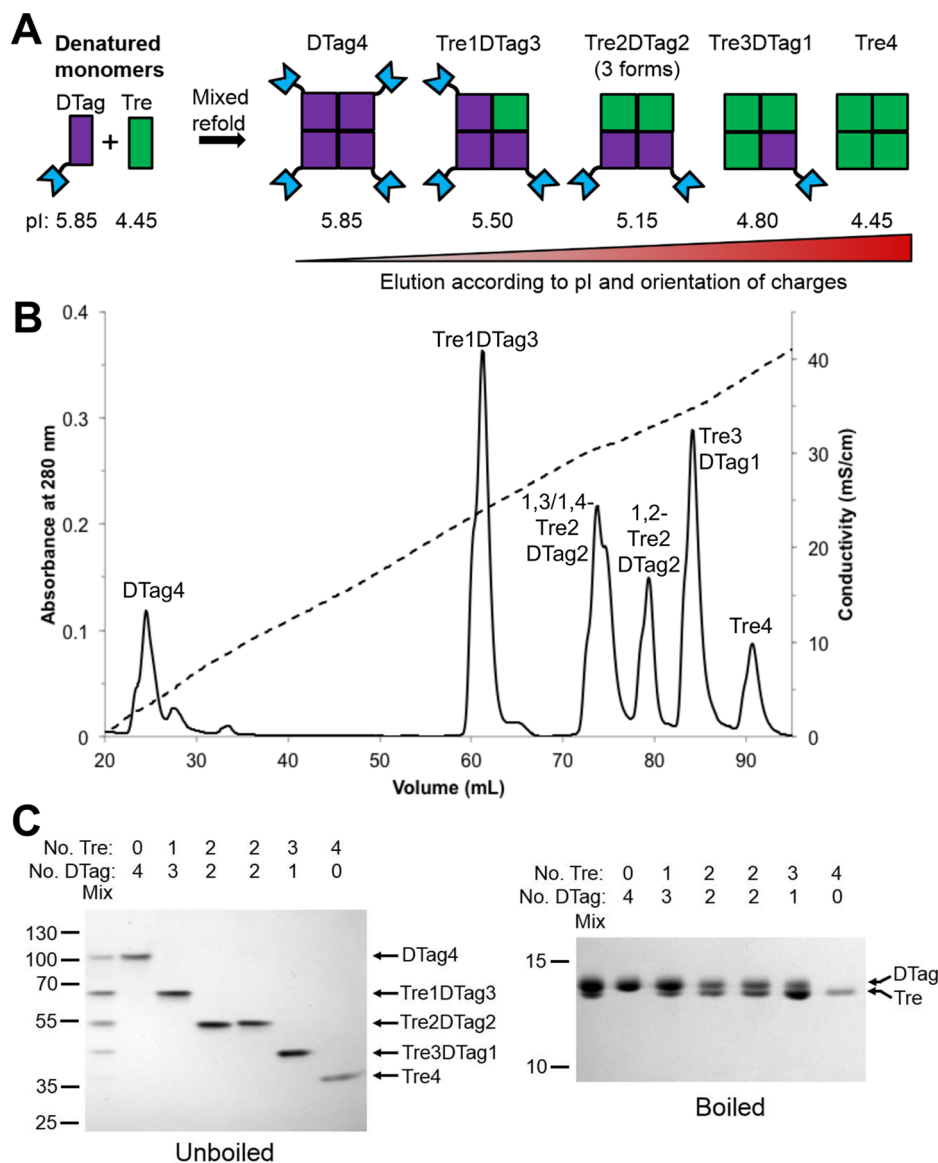 A
Denatured
monomers
DTag Tre
+
pI: 5.85 4.45
Mixed
refold
DTag4 Tre1DTag3 Tre2DTag2 Tre3DTag1 Tre4
(3 forms)
5.85 5.50 5.15 4.80 4.45
Elution according to pI and orientation of charges
B
Absorbance at 280 nm
0.4
0.3
0.2
0.1
0
20 30 40 50 60 70 80 90
Volume (mL)
Conductivity (mS/cm)
40
30
20
10
0
DTag4
Tre1DTag3
1,3/1,4-
Tre2
DTag2
1,2-
Tre2
DTag2
Tre3
DTag1
Tre4
C
No. Tre: 0 1 2 2 3 4
No. DTag: 4 3 2 2 1 0
Mix
130
100
70
55
35
25
DTag4
Tre1DTag3
Tre2DTag2
Tre3DTag1
Tre4
Unboiled
No. Tre: 0 1 2 2 3 4
No. DTag: 4 3 2 2 1 0
Mix
15
10
DTag
Tre
Boiled